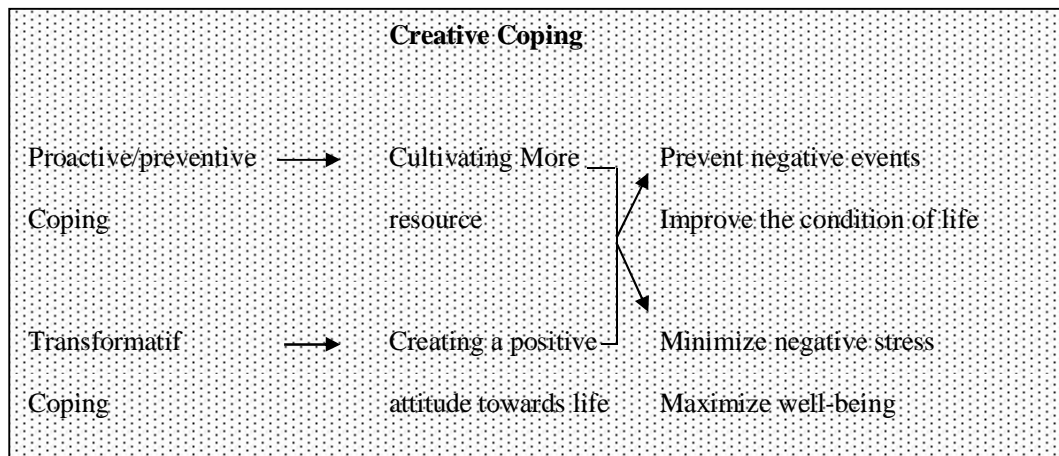 Creative Coping
Proactive/preventive Cultivating More Prevent negative events
Coping resource Improve the condition of life
Transformatif Creating a positive Minimize negative stress
Coping attitude towards life Maximize well-being